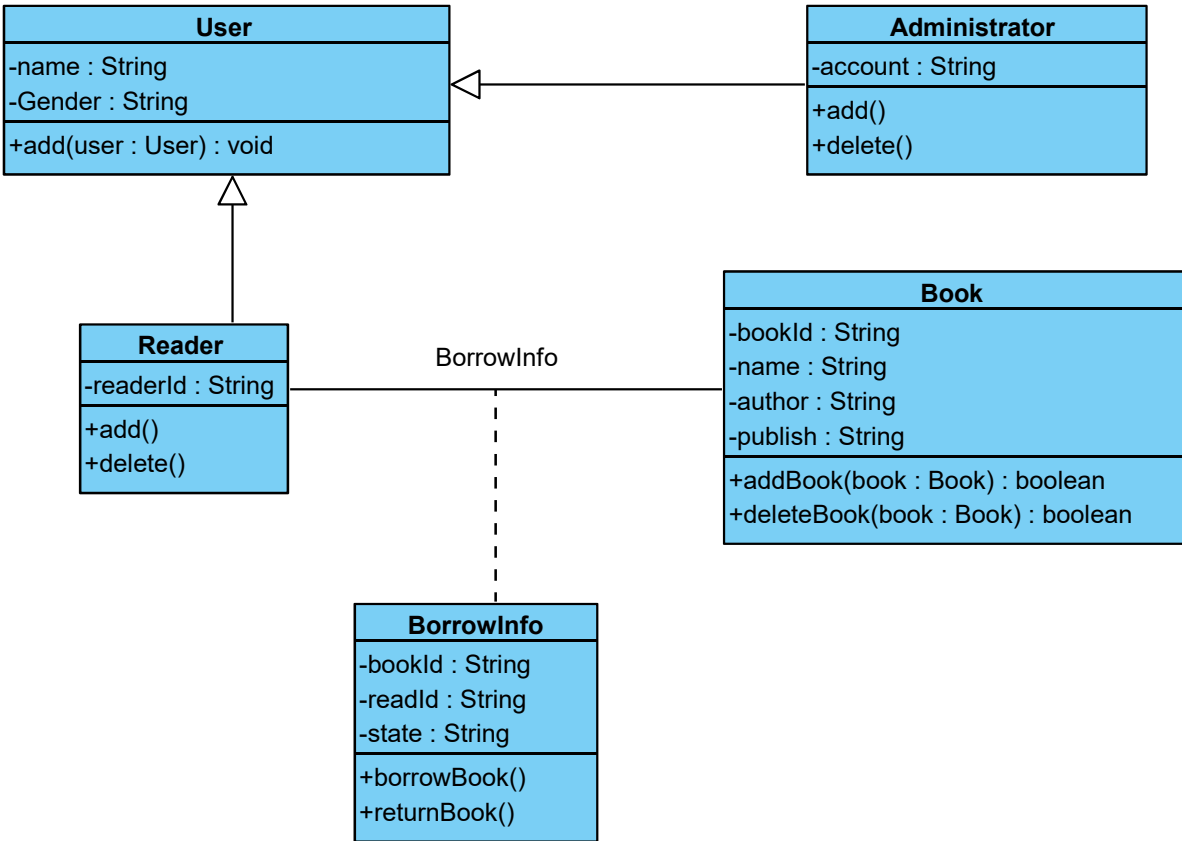 User
-name : String
-Gender : String
+add(user : User) : void
Administrator
-account : String
+add()
+delete()
Reader
-readerId : String
+add()
+delete()
BorrowInfo
Book
-bookId : String
-name : String
-author : String
-publish : String
+addBook(book : Book) : boolean
+deleteBook(book : Book) : boolean
BorrowInfo
-bookId : String
-readId : String
-state : String
+borrowBook()
+returnBook()